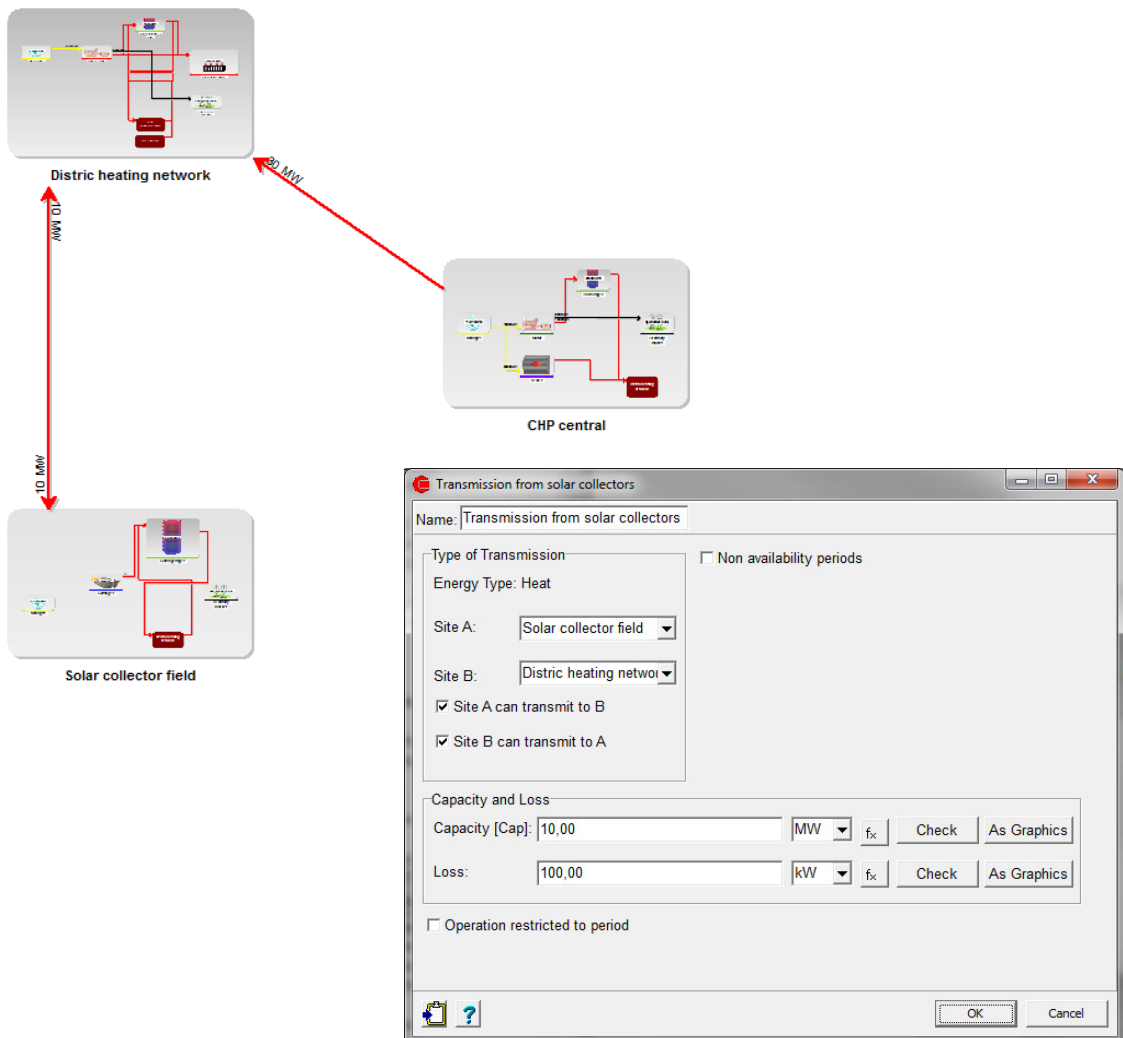 Distric heating network
30 MW
10 MW
CHP central
10 MW
Solar collector field
Transmission from solar collectors
Name: Transmission from solar collectors
Type of Transmission
Non availability periods
Energy Type: Heat
Site A: Solar collector field
Site B: Distric heating networ
Site A can transmit to B
Site B can transmit to A
Capacity and Loss
Capacity [Cap]: 10,00 MW fx Check As Graphics
Loss: 100,00 kW fx Check As Graphics
Operation restricted to period
? OK Cancel